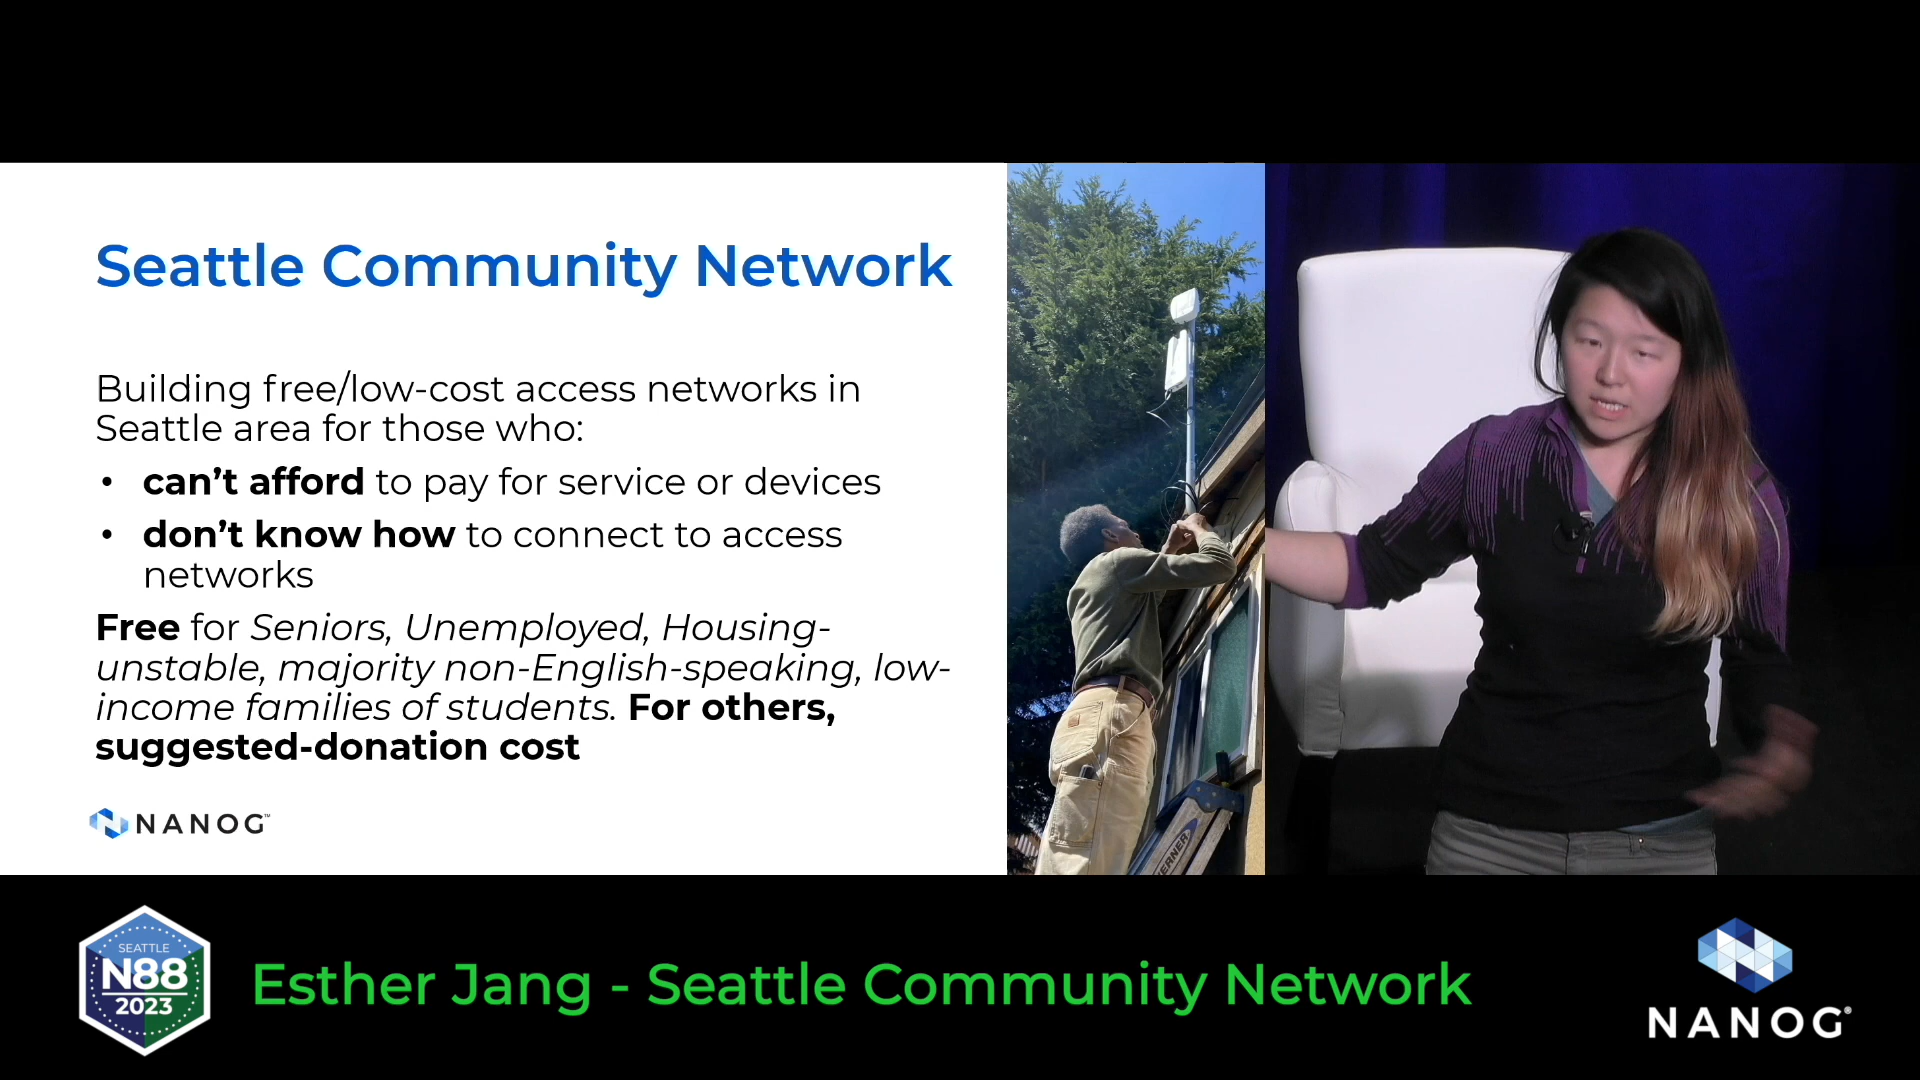 Seattle Community Network
Building free/low-cost access networks in
Seattle area for those who:
• can’t afford to pay for service or devices
• don’t know how to connect to access
networks
Free for Seniors, Unemployed, Housing-
unstable, majority non-English-speaking, low-
income families of students. For others,
suggested-donation cost
NANOG™
ERNER
SEATTLE
N88
2023
Esther Jang - Seattle Community Network
NANOG®